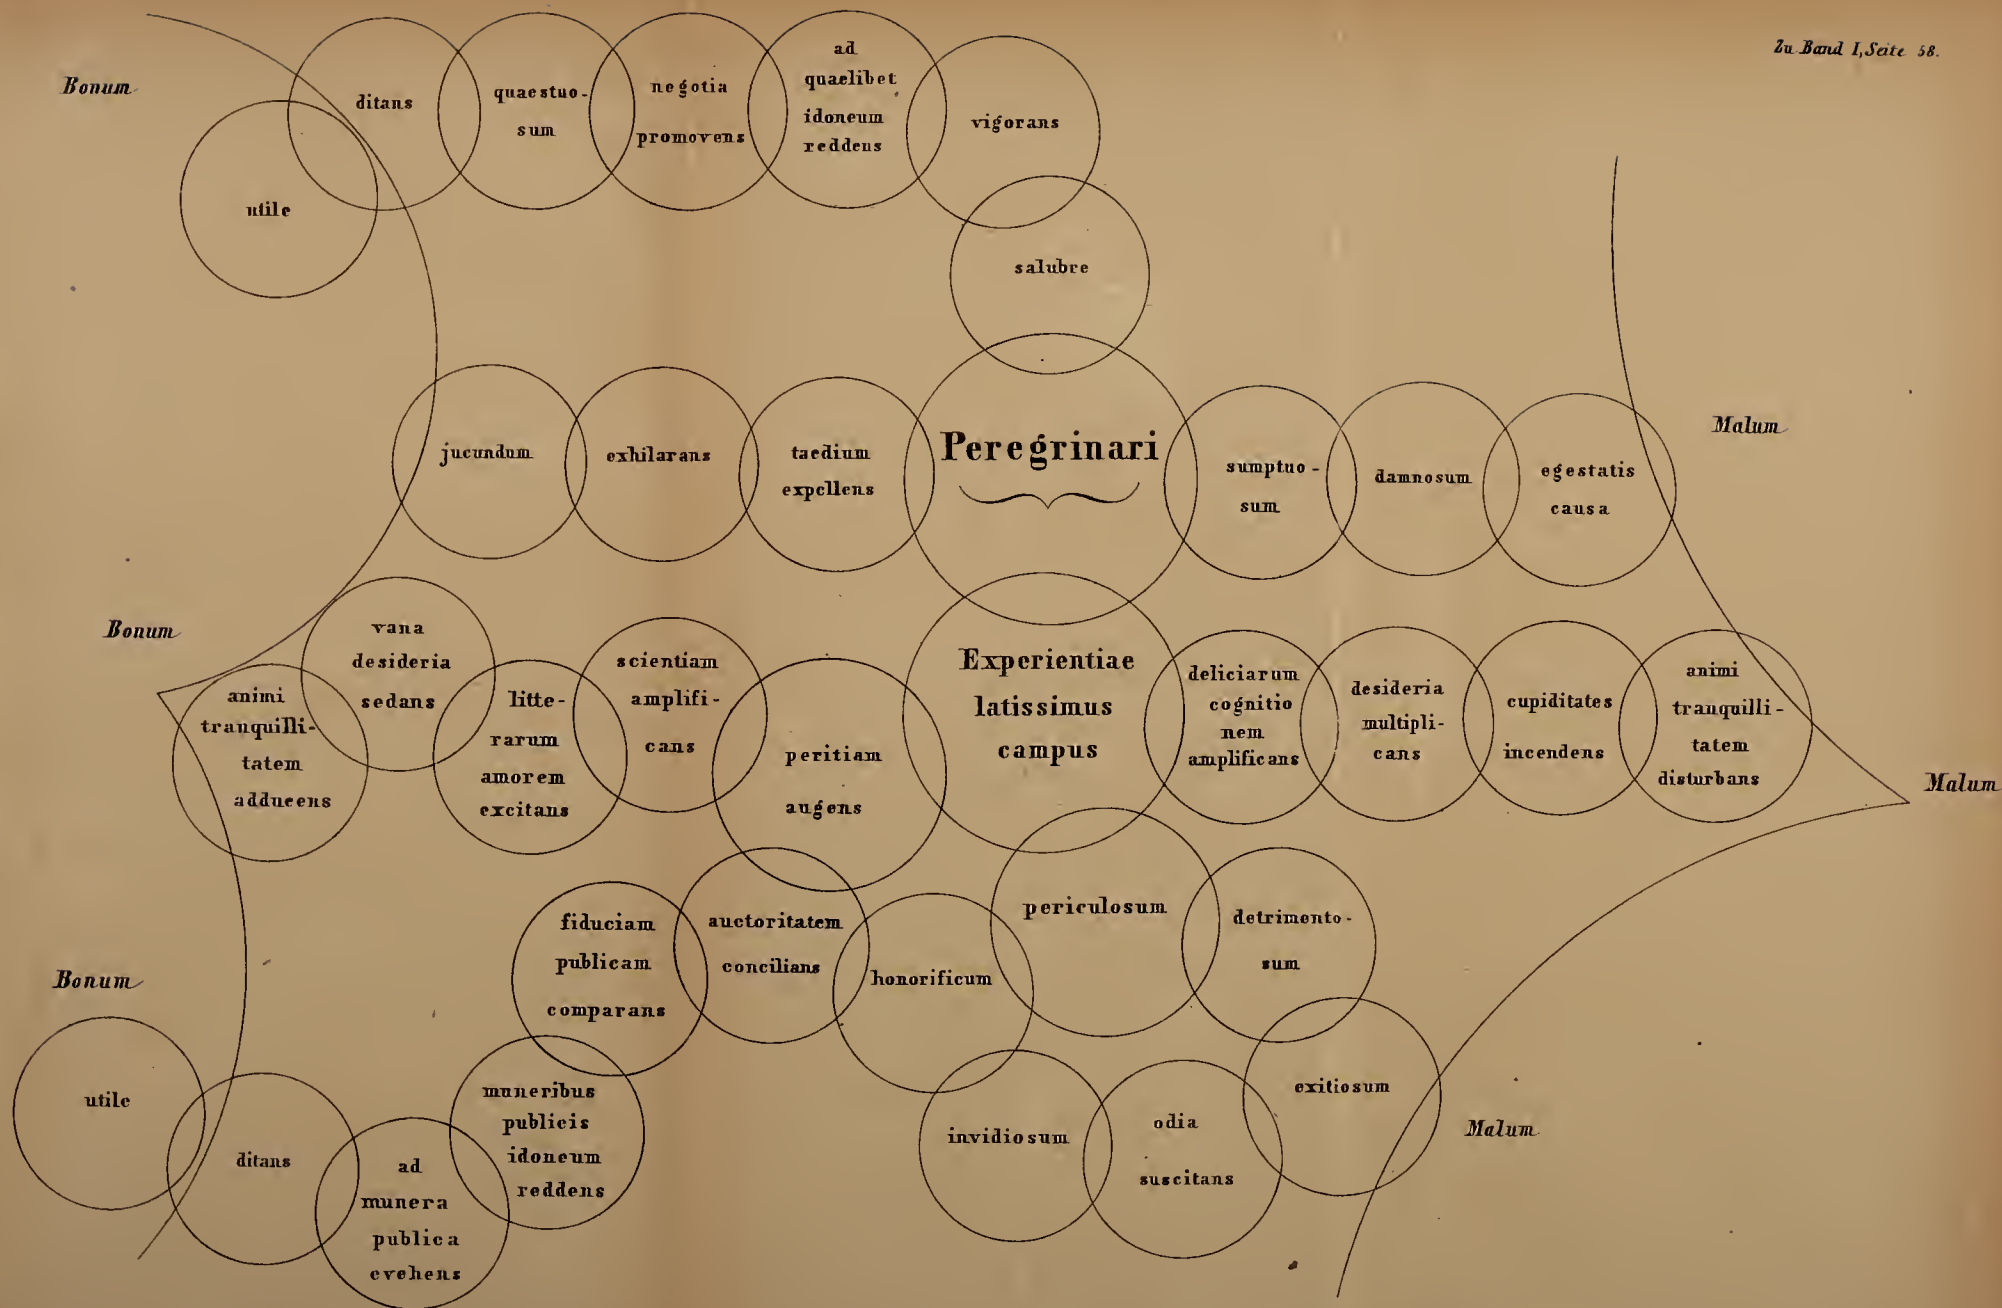 Zu Band I, Seite 58.
Bonum
ditans
quaestuo-
sum
negotia
promovens
ad
quaelibet
idoneum
reddens
vigorans
utile
salubre
jucundum
exhilarans
taedium
expellens
Peregrinari
sumptuo-
sum
damnosum
egestatis
causa
Malum
Bonum
animi
tranquilli-
tatem
adducens
vana
desideria
sedans
litte-
rarum
amorem
excitans
scientiam
amplifi-
cans
peritiam
augens
Experientiae
latissimus
campus
deliciarum
cognitio
nem
amplificans
desideria
multipli-
cans
cupiditates
incendens
animi
tranquilli-
tatem
disturbans
Malum
Bonum
fiduciam
publicam
comparans
auctoritatem
concilians
honorificum
periculosum
detrimento-
sum
utile
ditans
ad
munera
publica
evehens
muneribus
publicis
idoneum
reddens
invidiosum
odia
suscitans
exitiosum
Malum